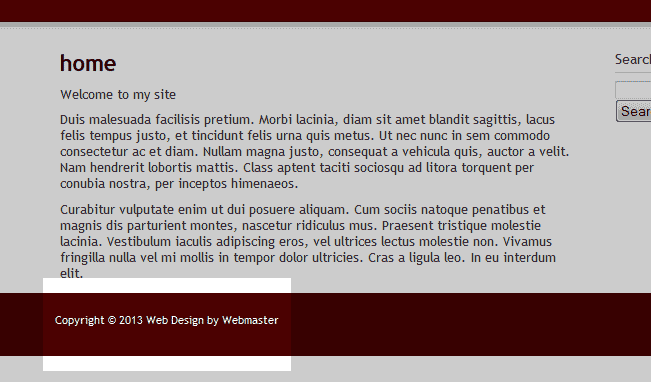 home
Search
Welcome to my site
Duis malesuada facilisis pretium. Morbi lacinia, diam sit amet blandit sagittis, lacus
felis tempus justo, et tincidunt felis urna quis metus. Ut nec nunc in sem commodo
consectetur ac et diam. Nullam magna justo, consequat a vehicula quis, auctor a velit.
Sear
Nam hendrerit lobortis mattis. Class aptent taciti sociosqu ad litora torquent per
conubia nostra, per inceptos himenaeos.
Curabitur vulputate enim ut dui posuere aliquam. Cum sociis natoque penatibus et
magnis dis parturient montes, nascetur ridiculus mus. Praesent tristique molestie
lacinia. Vestibulum iaculis adipiscing eros, vel ultrices lectus molestie non. Vivamus
fringilla nulla vel mi mollis in tempor dolor ultricies. Cras a ligula leo. In eu interdum
elit.
Copyright © 2013 Web Design by Webmaster